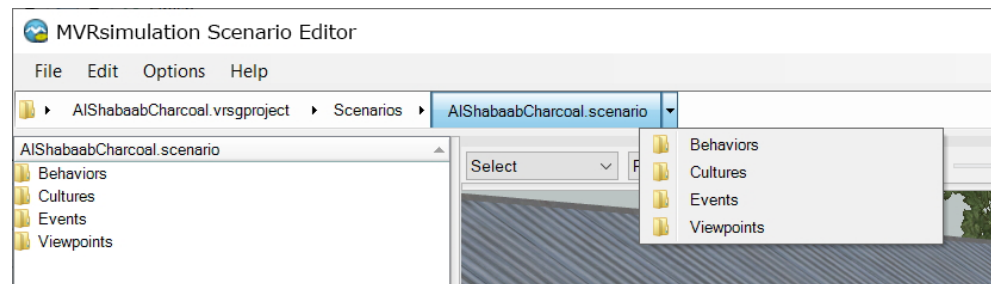 MVRsimulation Scenario Editor
File Edit Options Help
AlShabaabCharcoal.vrsgproject Scenarios AlShabaabCharcoal.scenario
AlShabaabCharcoal.scenario
Behaviors
Cultures
Events
Viewpoints
Select
Behaviors
Cultures
Events
Viewpoints